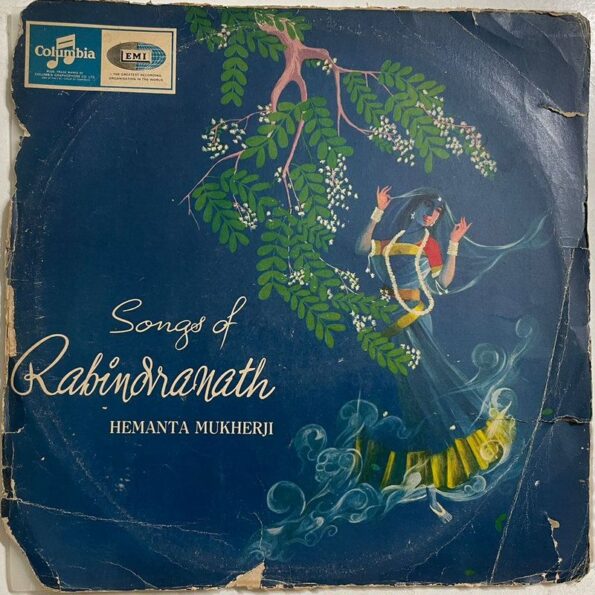 Columbia
EMI
THE GREATEST RECORDING
ORGANISATION IN THE WORLD
Songs of
Rabindranath
HEMANTA MUKHERJI